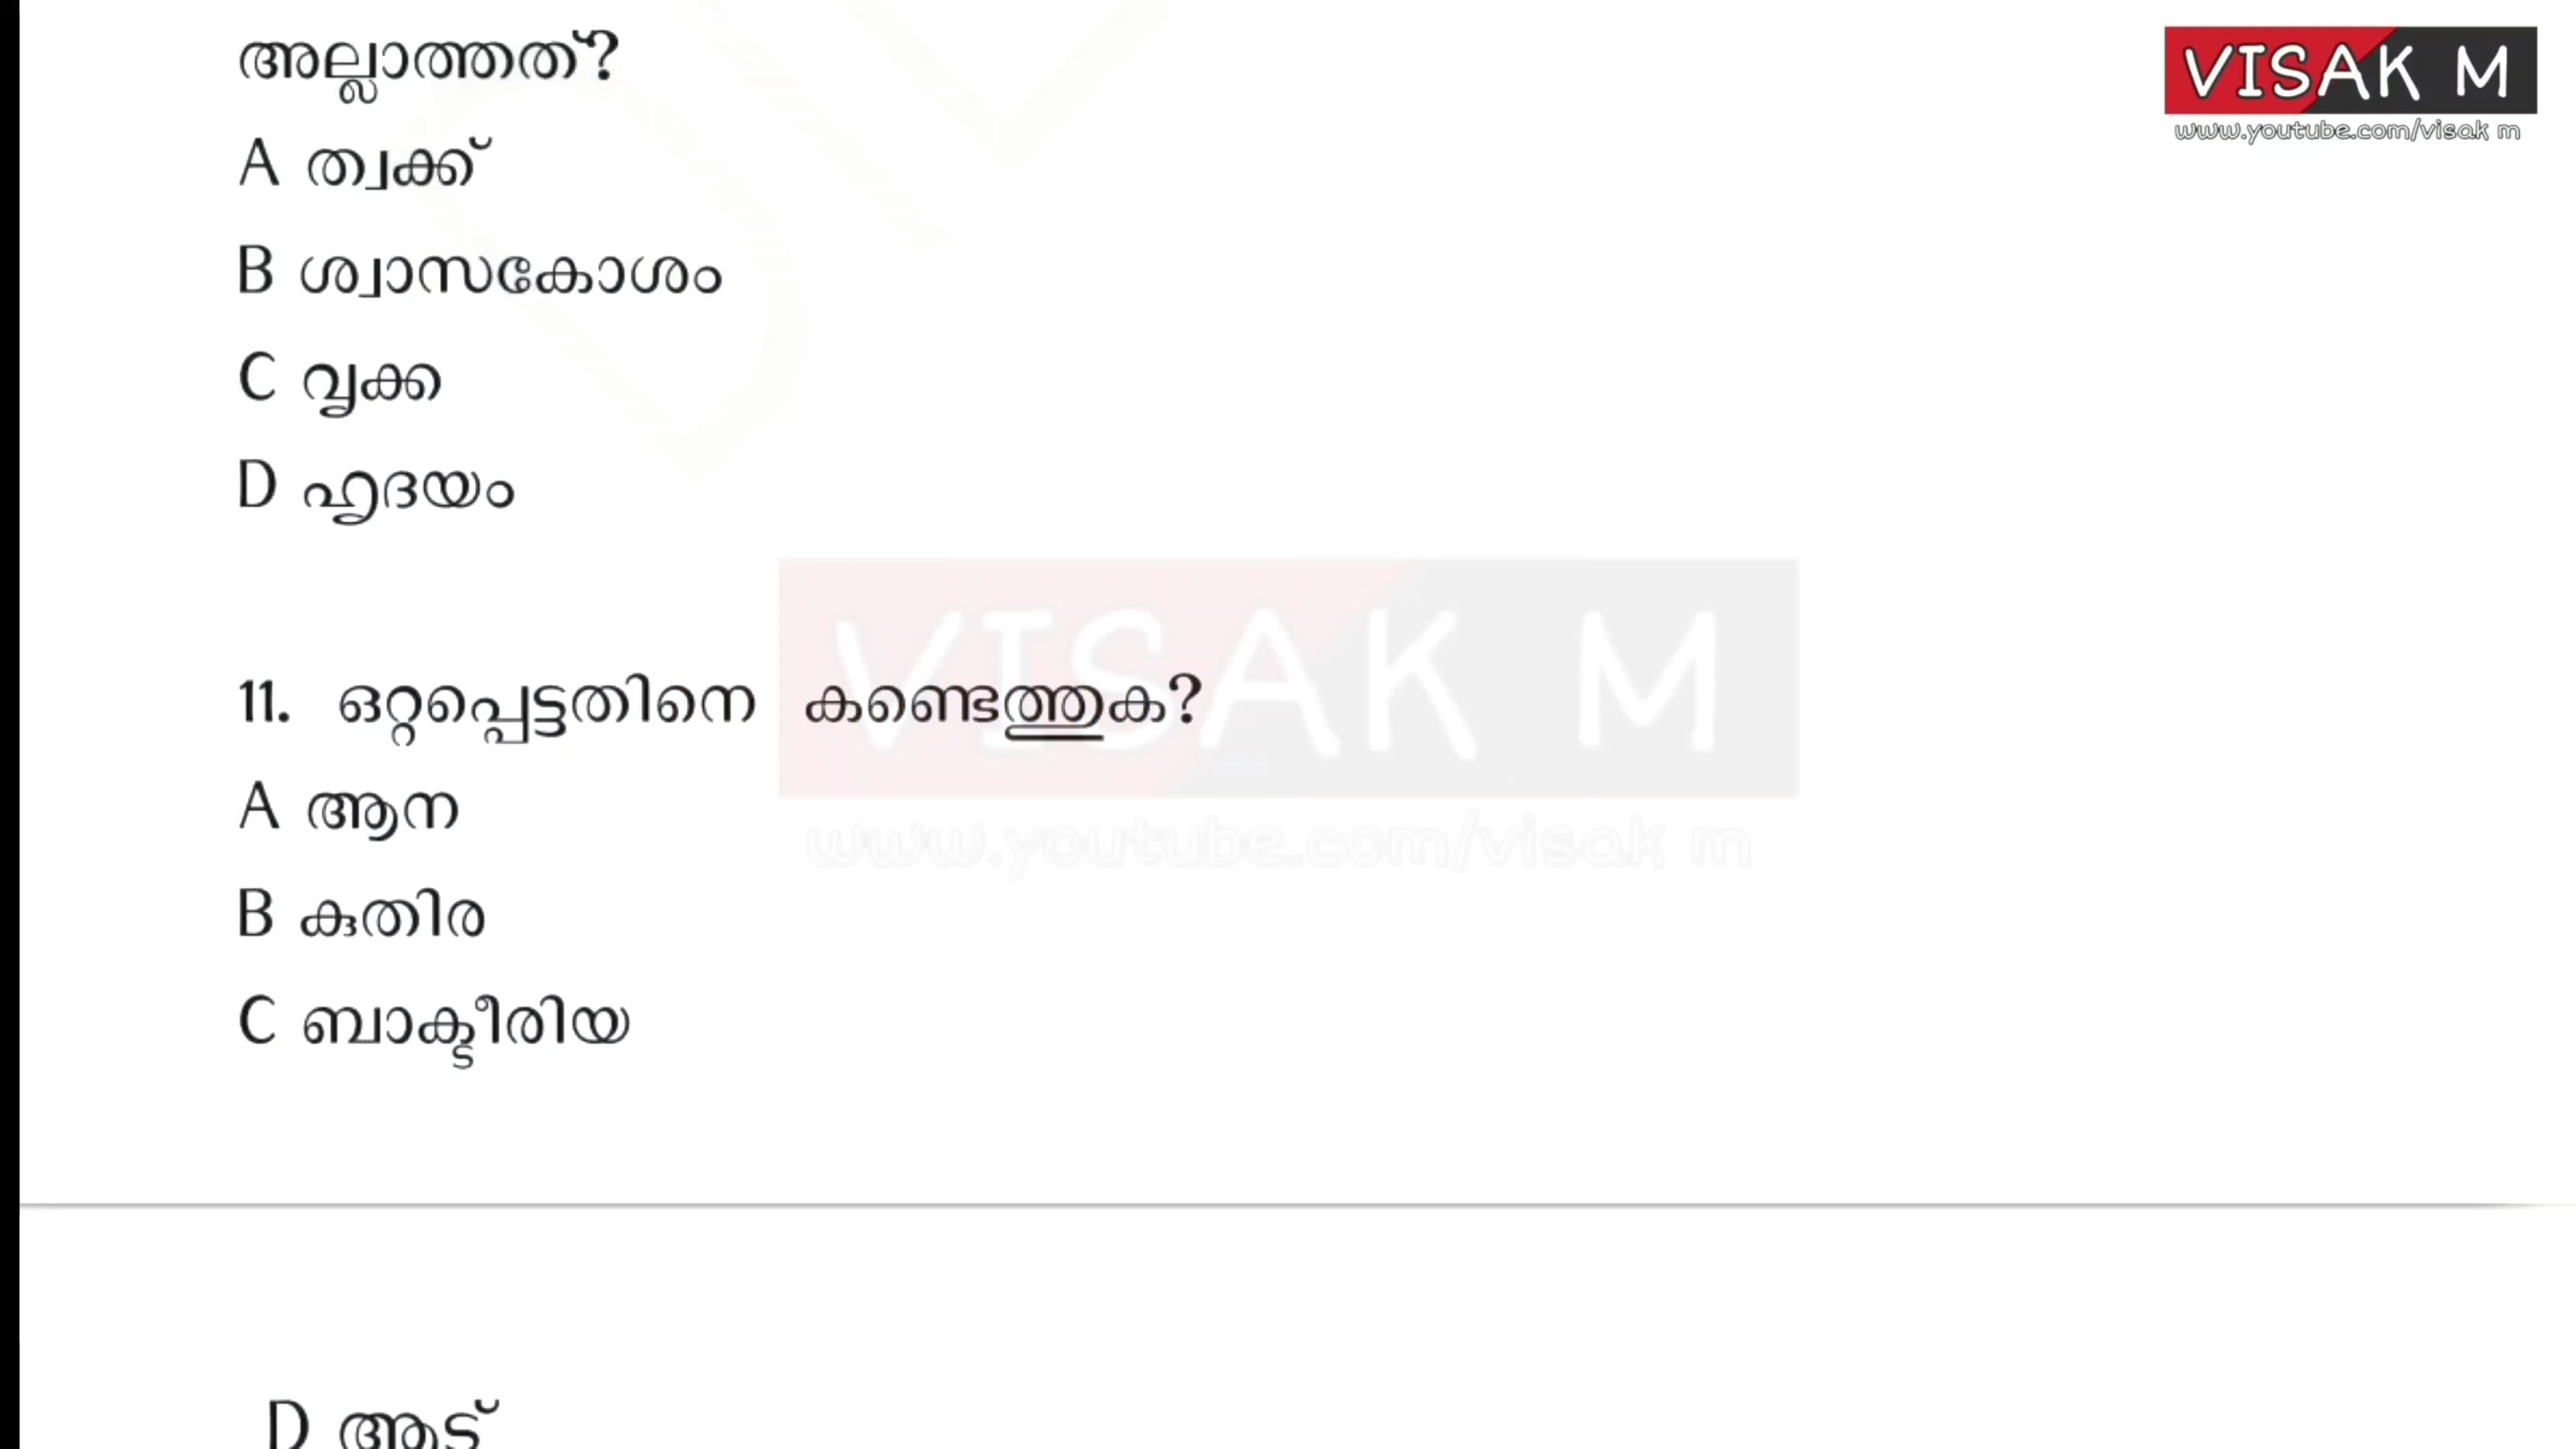 അല്ലാത്തത്?
VISAK M
www.youtube.com/visak m
A ത്വക്ക്
B ശ്വാസകോശം
C വൃക്ക
D ഹൃദയം
VISAK M
11. ഒറ്റപ്പെട്ടതിനെ കണ്ടെത്തുക?
A ആന
www.youtube.com/visak m
B കുതിര
C ബാക്ടീരിയ
D ആട്